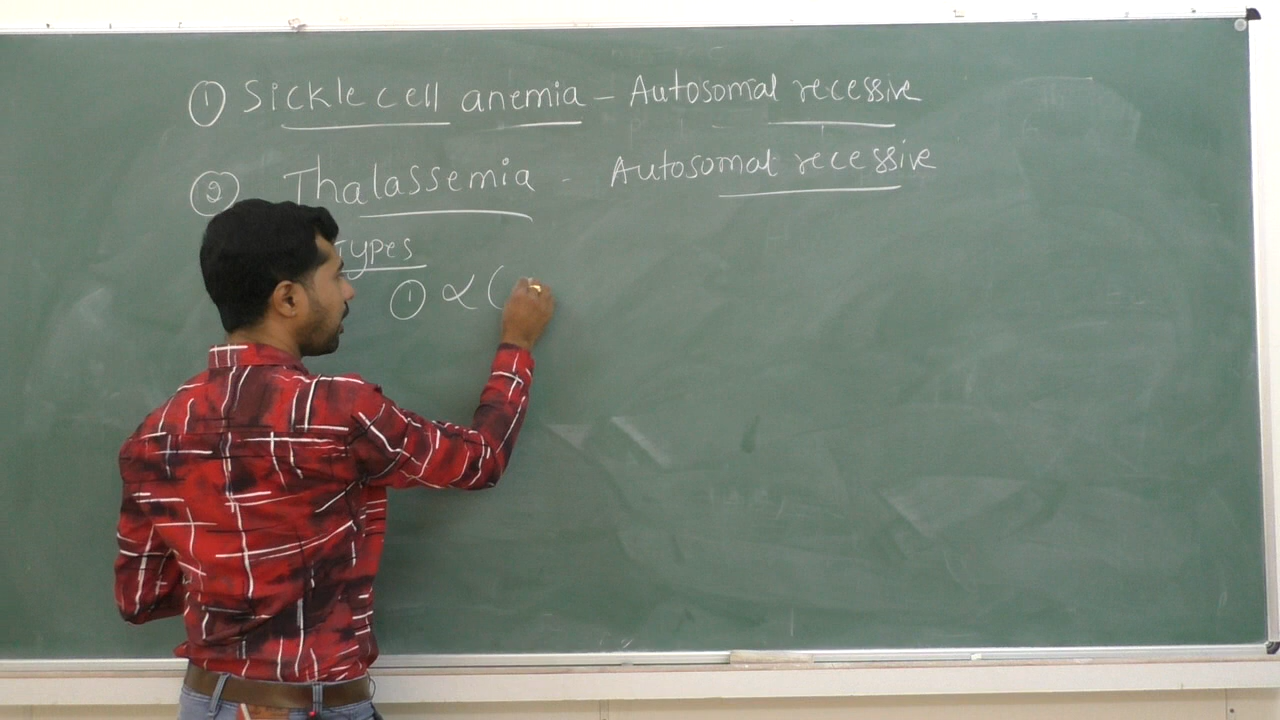 ① Sickle cell anemia - Autosomal recessive
② Thalassemia - Autosomal recessive
Types
① α (